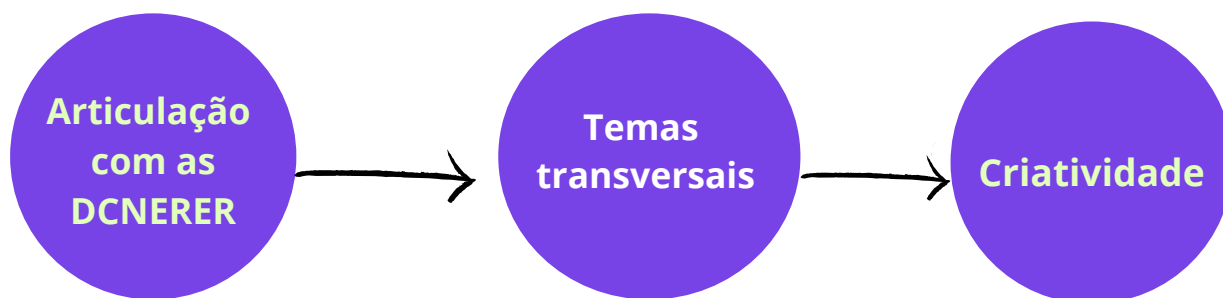 Articulação
com as
DCNERER
Temas
transversais
Criatividade